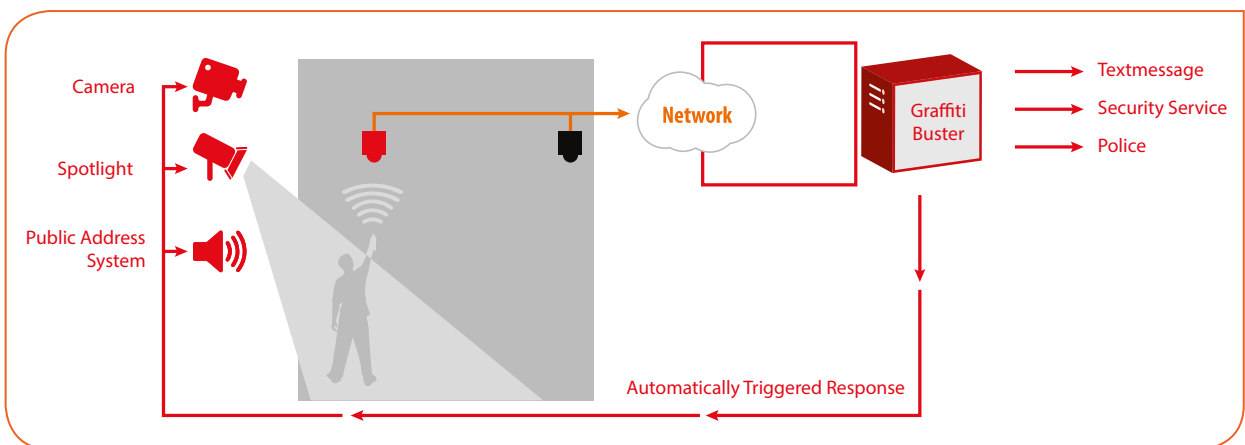 Camera
Spotlight
Public Address
System
Network
Graffiti
Buster
Textmessage
Security Service
Police
Automatically Triggered Response